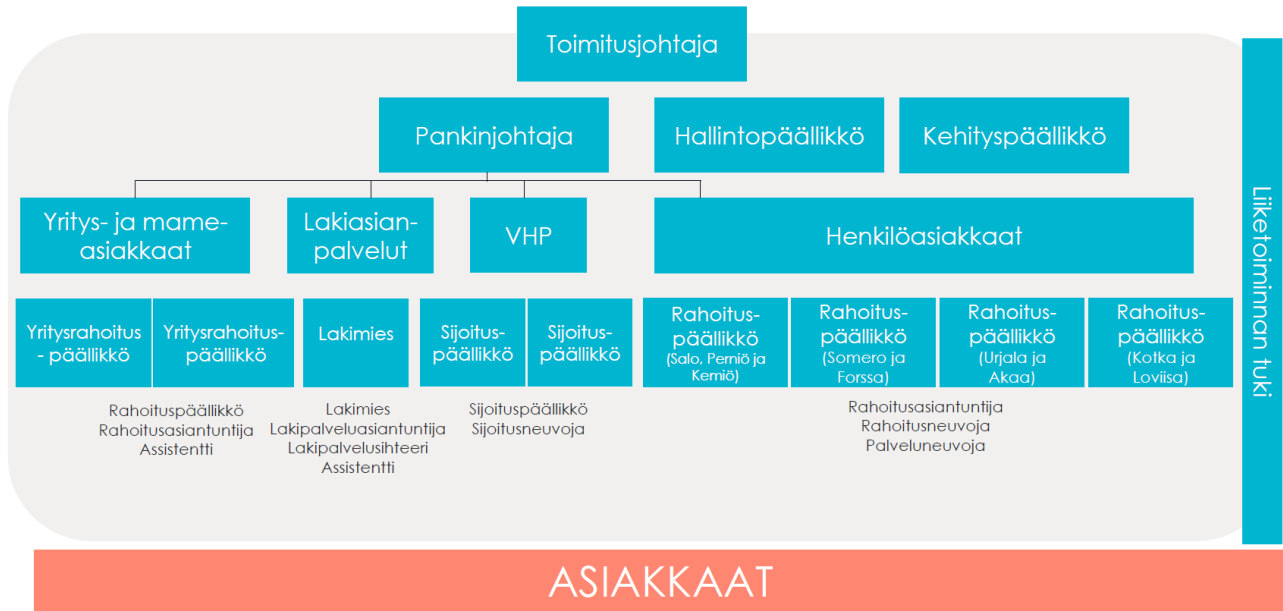 Toimitusjohtaja
Pankinjohtaja
Hallintopäällikkö
Kehityspäällikkö
Yritys- ja mame-
asiakkaat
Lakiasian-
palvelut
VHP
Henkilöasiakkaat
Yritysrahoitus
- päällikkö
Yritysrahoitus-
päällikkö
Lakimies
Sijoitus-
päällikkö
Sijoitus-
päällikkö
Rahoitus-
päällikkö
(Salo, Perniö ja
Kemiö)
Rahoitus-
päällikkö
(Somero ja
Forssa)
Rahoitus-
päällikkö
(Urjala ja
Akaa)
Rahoitus-
päällikkö
(Kotka ja
Loviisa)
Rahoituspäällikkö
Rahoitusasiantuntija
Assistentti
Lakimies
Lakipalveluasiantuntija
Lakipalvelusihteeri
Assistentti
Sijoituspäällikkö
Sijoitusneuvoja
Rahoitusasiantuntija
Rahoitusneuvoja
Palveluneuvoja
Liiketoiminnan tuki
ASIAKKAAT